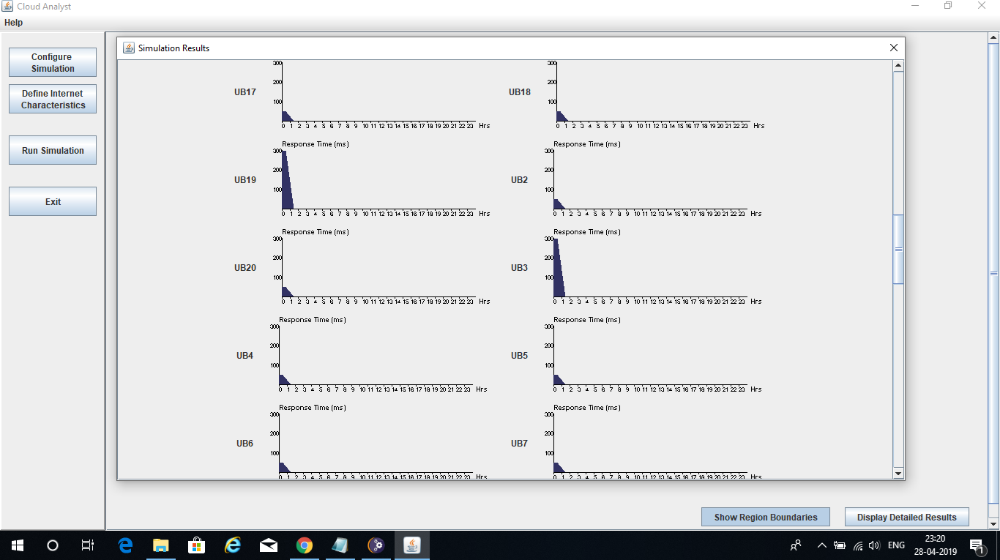 Cloud Analyst
Help
Configure
Simulation
Define Internet
Characteristics
Run Simulation
Exit
Simulation Results
300
200
100
UB17
0 1 2 3 4 5 6 7 8 9 10 11 12 13 14 15 16 17 18 19 20 21 22 23 Hrs
300
200
100
UB18
0 1 2 3 4 5 6 7 8 9 10 11 12 13 14 15 16 17 18 19 20 21 22 23 Hrs
Response Time (ms)
300
200
100
UB19
0 1 2 3 4 5 6 7 8 9 10 11 12 13 14 15 16 17 18 19 20 21 22 23 Hrs
Response Time (ms)
300
200
100
UB2
0 1 2 3 4 5 6 7 8 9 10 11 12 13 14 15 16 17 18 19 20 21 22 23 Hrs
Response Time (ms)
300
200
100
UB20
0 1 2 3 4 5 6 7 8 9 10 11 12 13 14 15 16 17 18 19 20 21 22 23 Hrs
Response Time (ms)
300
200
100
UB3
0 1 2 3 4 5 6 7 8 9 10 11 12 13 14 15 16 17 18 19 20 21 22 23 Hrs
Response Time (ms)
300
200
100
UB4
0 1 2 3 4 5 6 7 8 9 10 11 12 13 14 15 16 17 18 19 20 21 22 23 Hrs
Response Time (ms)
300
200
100
UB5
0 1 2 3 4 5 6 7 8 9 10 11 12 13 14 15 16 17 18 19 20 21 22 23 Hrs
Response Time (ms)
300
200
100
UB6
0 1 2 3 4 5 6 7 8 9 10 11 12 13 14 15 16 17 18 19 20 21 22 23 Hrs
Response Time (ms)
300
200
100
UB7
0 1 2 3 4 5 6 7 8 9 10 11 12 13 14 15 16 17 18 19 20 21 22 23 Hrs
Show Region Boundaries
Display Detailed Results
ENG
23:20
28-04-2019
1